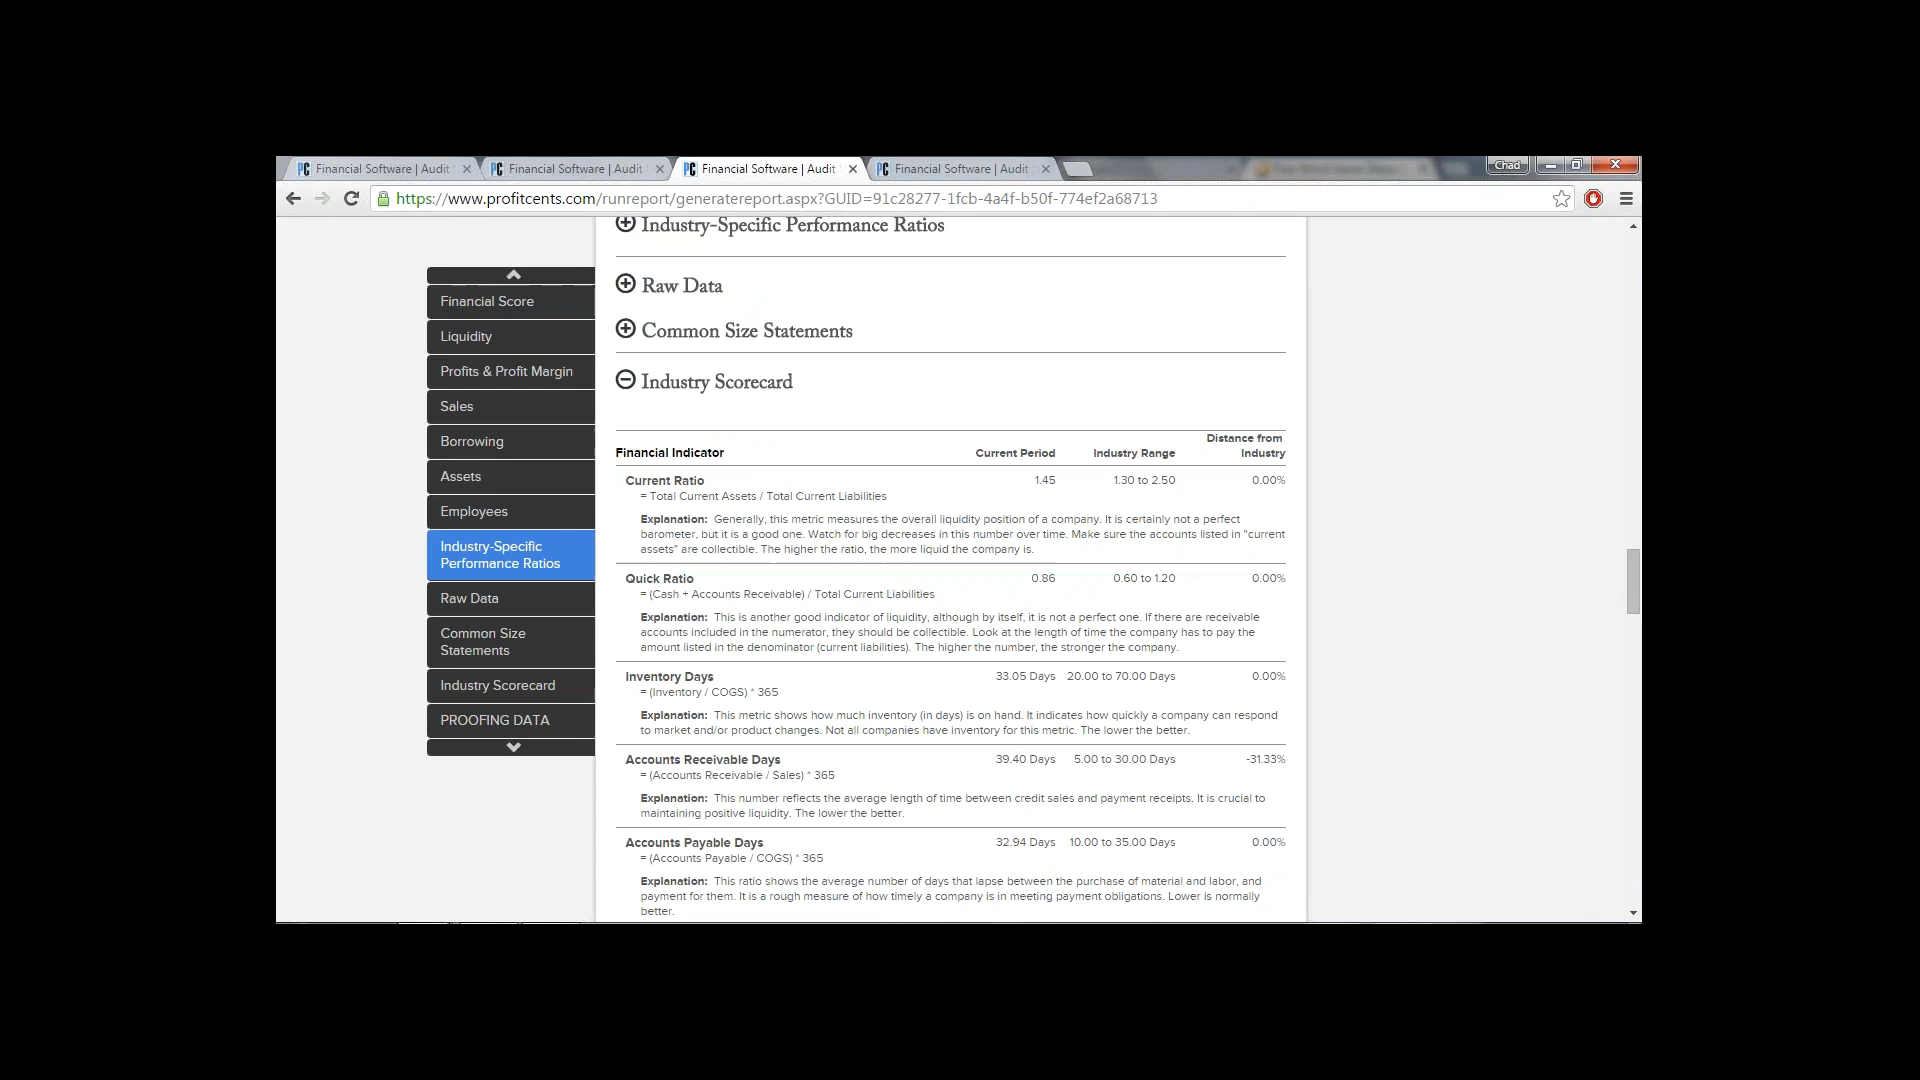 Financial Software | Audit
Financial Software | Audit
Financial Software | Audit
Financial Software | Audit
Chad
https://www.profitcents.com/runreport/generatereport.aspx?GUID=91c28277-1fcb-4a4f-b50f-774ef2a68713
Financial Score
Liquidity
Profits & Profit Margin
Sales
Borrowing
Assets
Employees
Industry-Specific
Performance Ratios
Raw Data
Common Size
Statements
Industry Scorecard
PROOFING DATA
Industry-Specific Performance Ratios
Raw Data
Common Size Statements
Industry Scorecard
Financial Indicator Current Period Industry Range Distance from
Industry
Current Ratio 1.45 1.30 to 2.50 0.00%
= Total Current Assets / Total Current Liabilities
Explanation: Generally, this metric measures the overall liquidity position of a company. It is certainly not a perfect
barometer, but it is a good one. Watch for big decreases in this number over time. Make sure the accounts listed in "current
assets" are collectible. The higher the ratio, the more liquid the company is.
Quick Ratio 0.86 0.60 to 1.20 0.00%
= (Cash + Accounts Receivable) / Total Current Liabilities
Explanation: This is another good indicator of liquidity, although by itself, it is not a perfect one. If there are receivable
accounts included in the numerator, they should be collectible. Look at the length of time the company has to pay the
amount listed in the denominator (current liabilities). The higher the number, the stronger the company.
Inventory Days 33.05 Days 20.00 to 70.00 Days 0.00%
= (Inventory / COGS) * 365
Explanation: This metric shows how much inventory (in days) is on hand. It indicates how quickly a company can respond
to market and/or product changes. Not all companies have inventory for this metric. The lower the better.
Accounts Receivable Days 39.40 Days 5.00 to 30.00 Days -31.33%
= (Accounts Receivable / Sales) * 365
Explanation: This number reflects the average length of time between credit sales and payment receipts. It is crucial to
maintaining positive liquidity. The lower the better.
Accounts Payable Days 32.94 Days 10.00 to 35.00 Days 0.00%
= (Accounts Payable / COGS) * 365
Explanation: This ratio shows the average number of days that lapse between the purchase of material and labor, and
payment for them. It is a rough measure of how timely a company is in meeting payment obligations. Lower is normally
better.